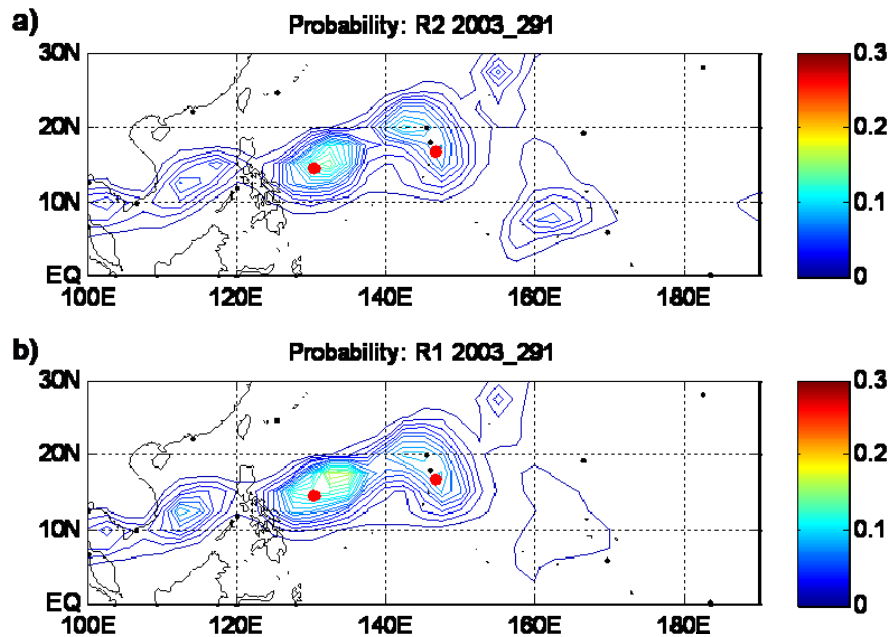 a)
Probability: R2 2003_291
30N
20N
10N
EQ
100E 120E 140E 160E 180E
0.3
0.2
0.1
0
b)
Probability: R1 2003_291
30N
20N
10N
EQ
100E 120E 140E 160E 180E
0.3
0.2
0.1
0